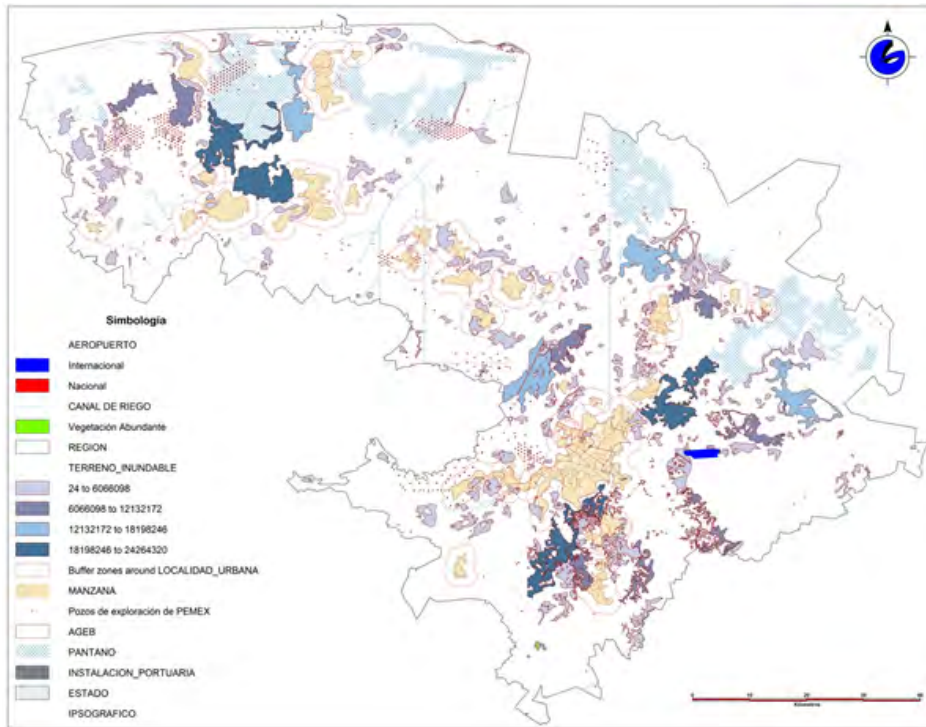 Simbología
AEROPUERTO
Internacional
Nacional
CANAL DE RIEGO
Vegetación Abundante
REGION
TERRENO_INUNDABLE
24 to 6066098
6066098 to 12132172
12132172 to 18198246
18198246 to 24264320
Buffer zones around LOCALIDAD_URBANA
MANZANA
Pozos de exploración de PEMEX
AGEB
PANTANO
INSTALACION_PORTUARIA
ESTADO
IPSOGRAFICO